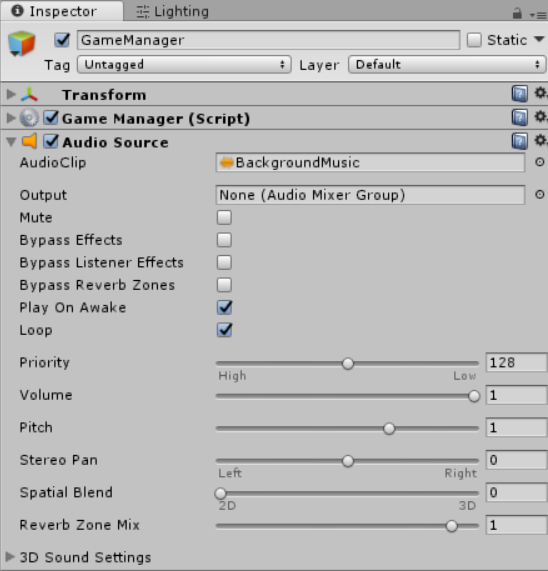 Inspector Lighting
GameManager Static
Tag Untagged Layer Default
Transform
Game Manager (Script)
Audio Source
AudioClip BackgroundMusic
Output None (Audio Mixer Group)
Mute
Bypass Effects
Bypass Listener Effects
Bypass Reverb Zones
Play On Awake
Loop
Priority 128
High Low
Volume 1
Pitch 1
Stereo Pan 0
Left Right
Spatial Blend 0
2D 3D
Reverb Zone Mix 1
3D Sound Settings